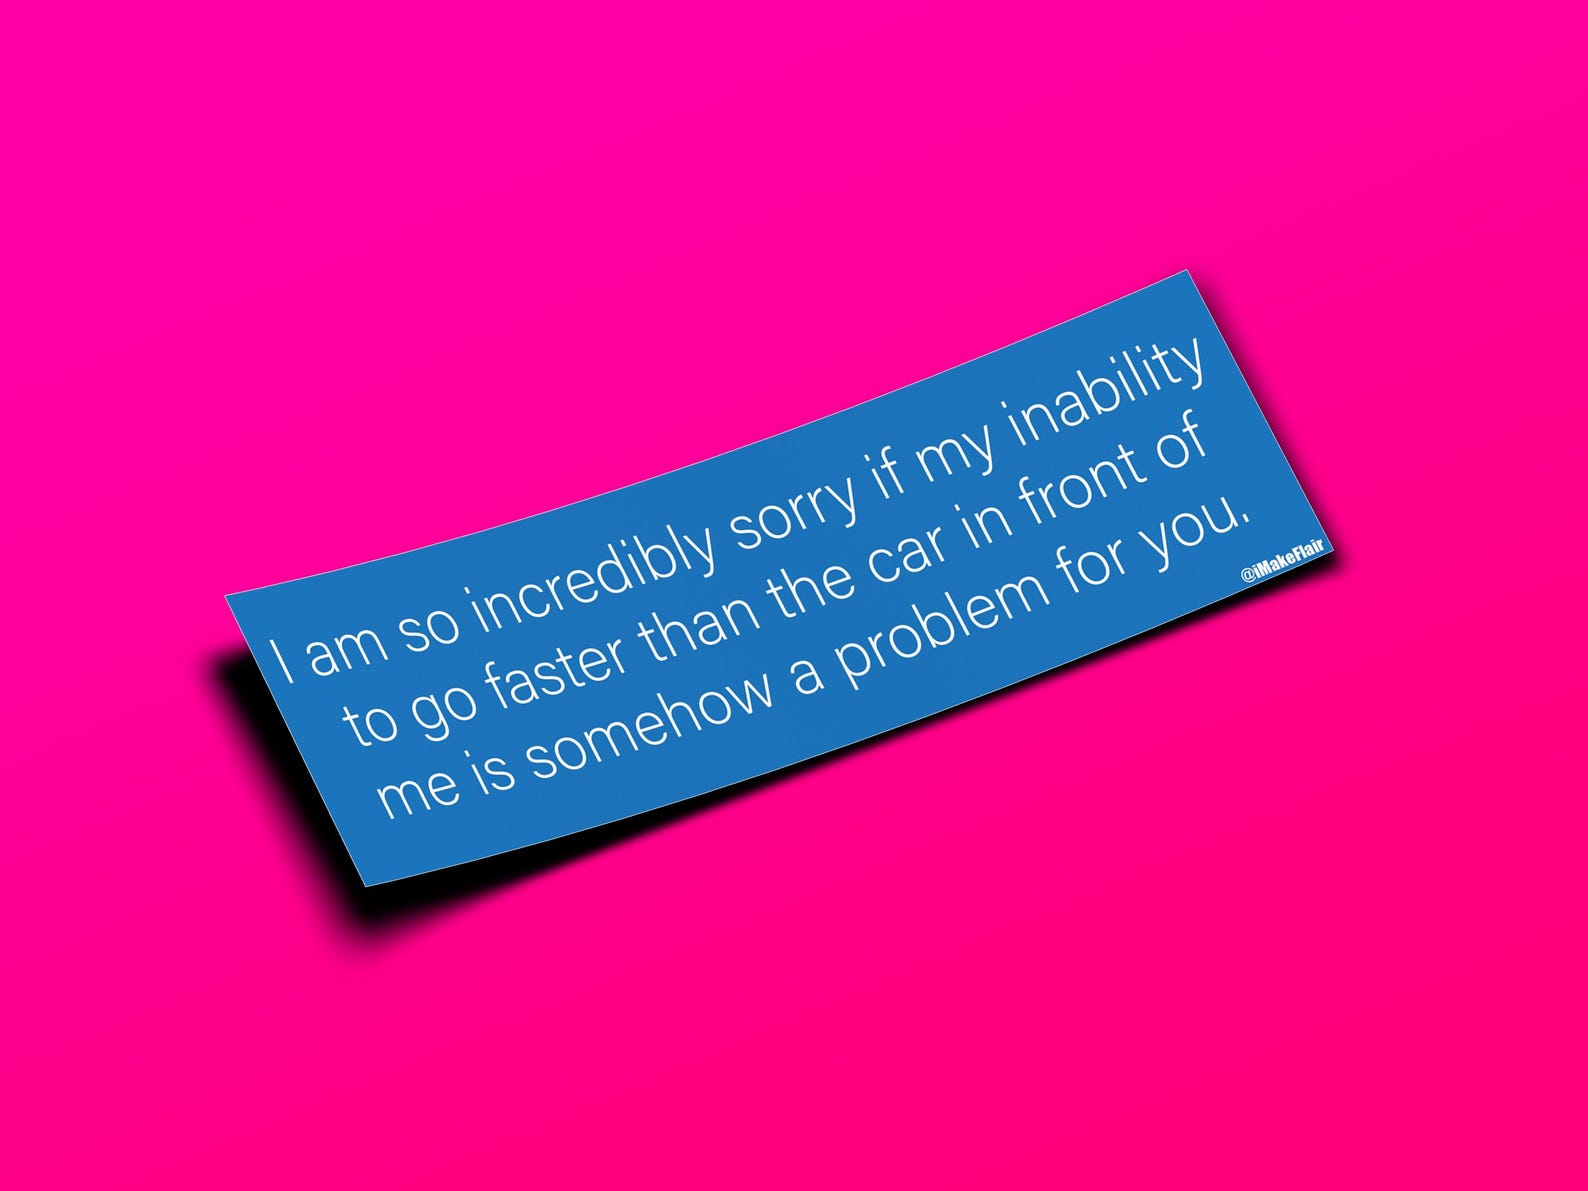 I am so incredibly sorry if my inability
to go faster than the car in front of
me is somehow a problem for you.
@iMakeFlair